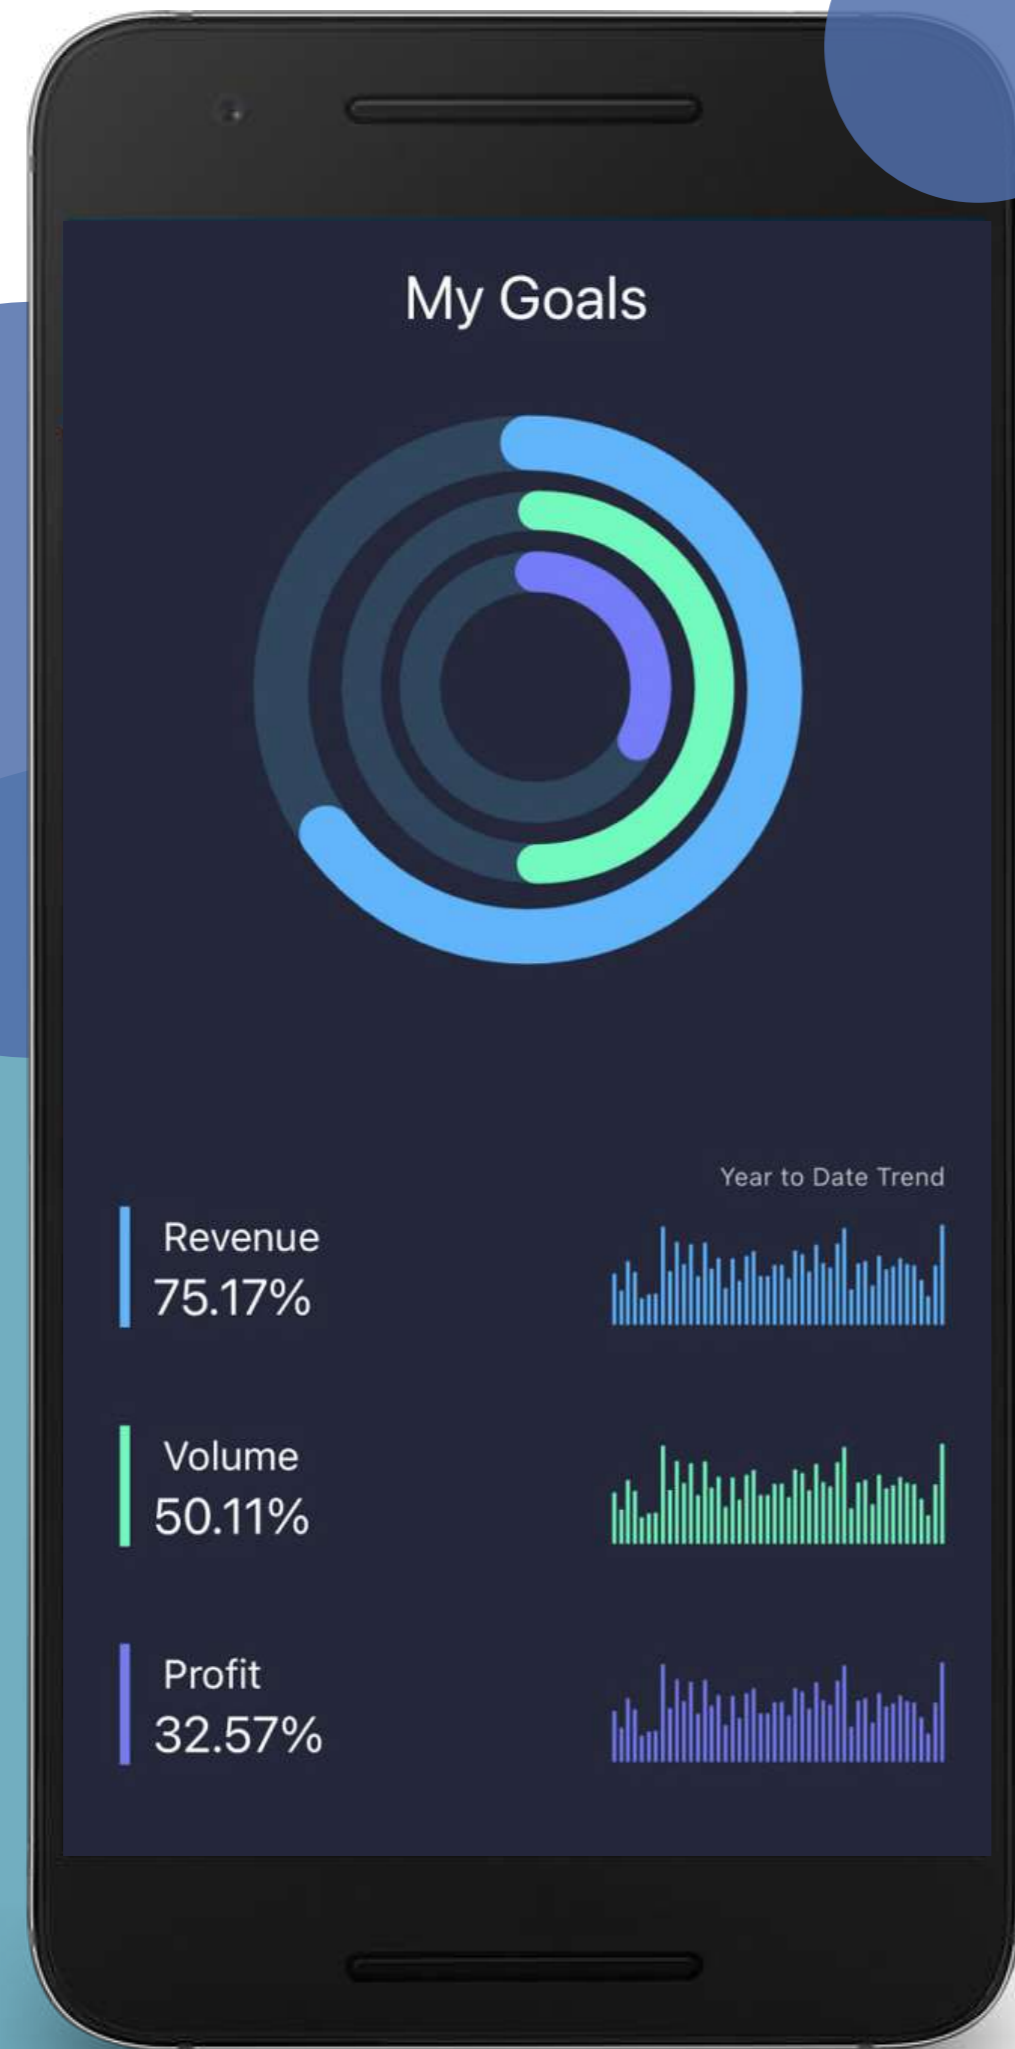 My Goals
Year to Date Trend
Revenue
75.17%
Volume
50.11%
Profit
32.57%